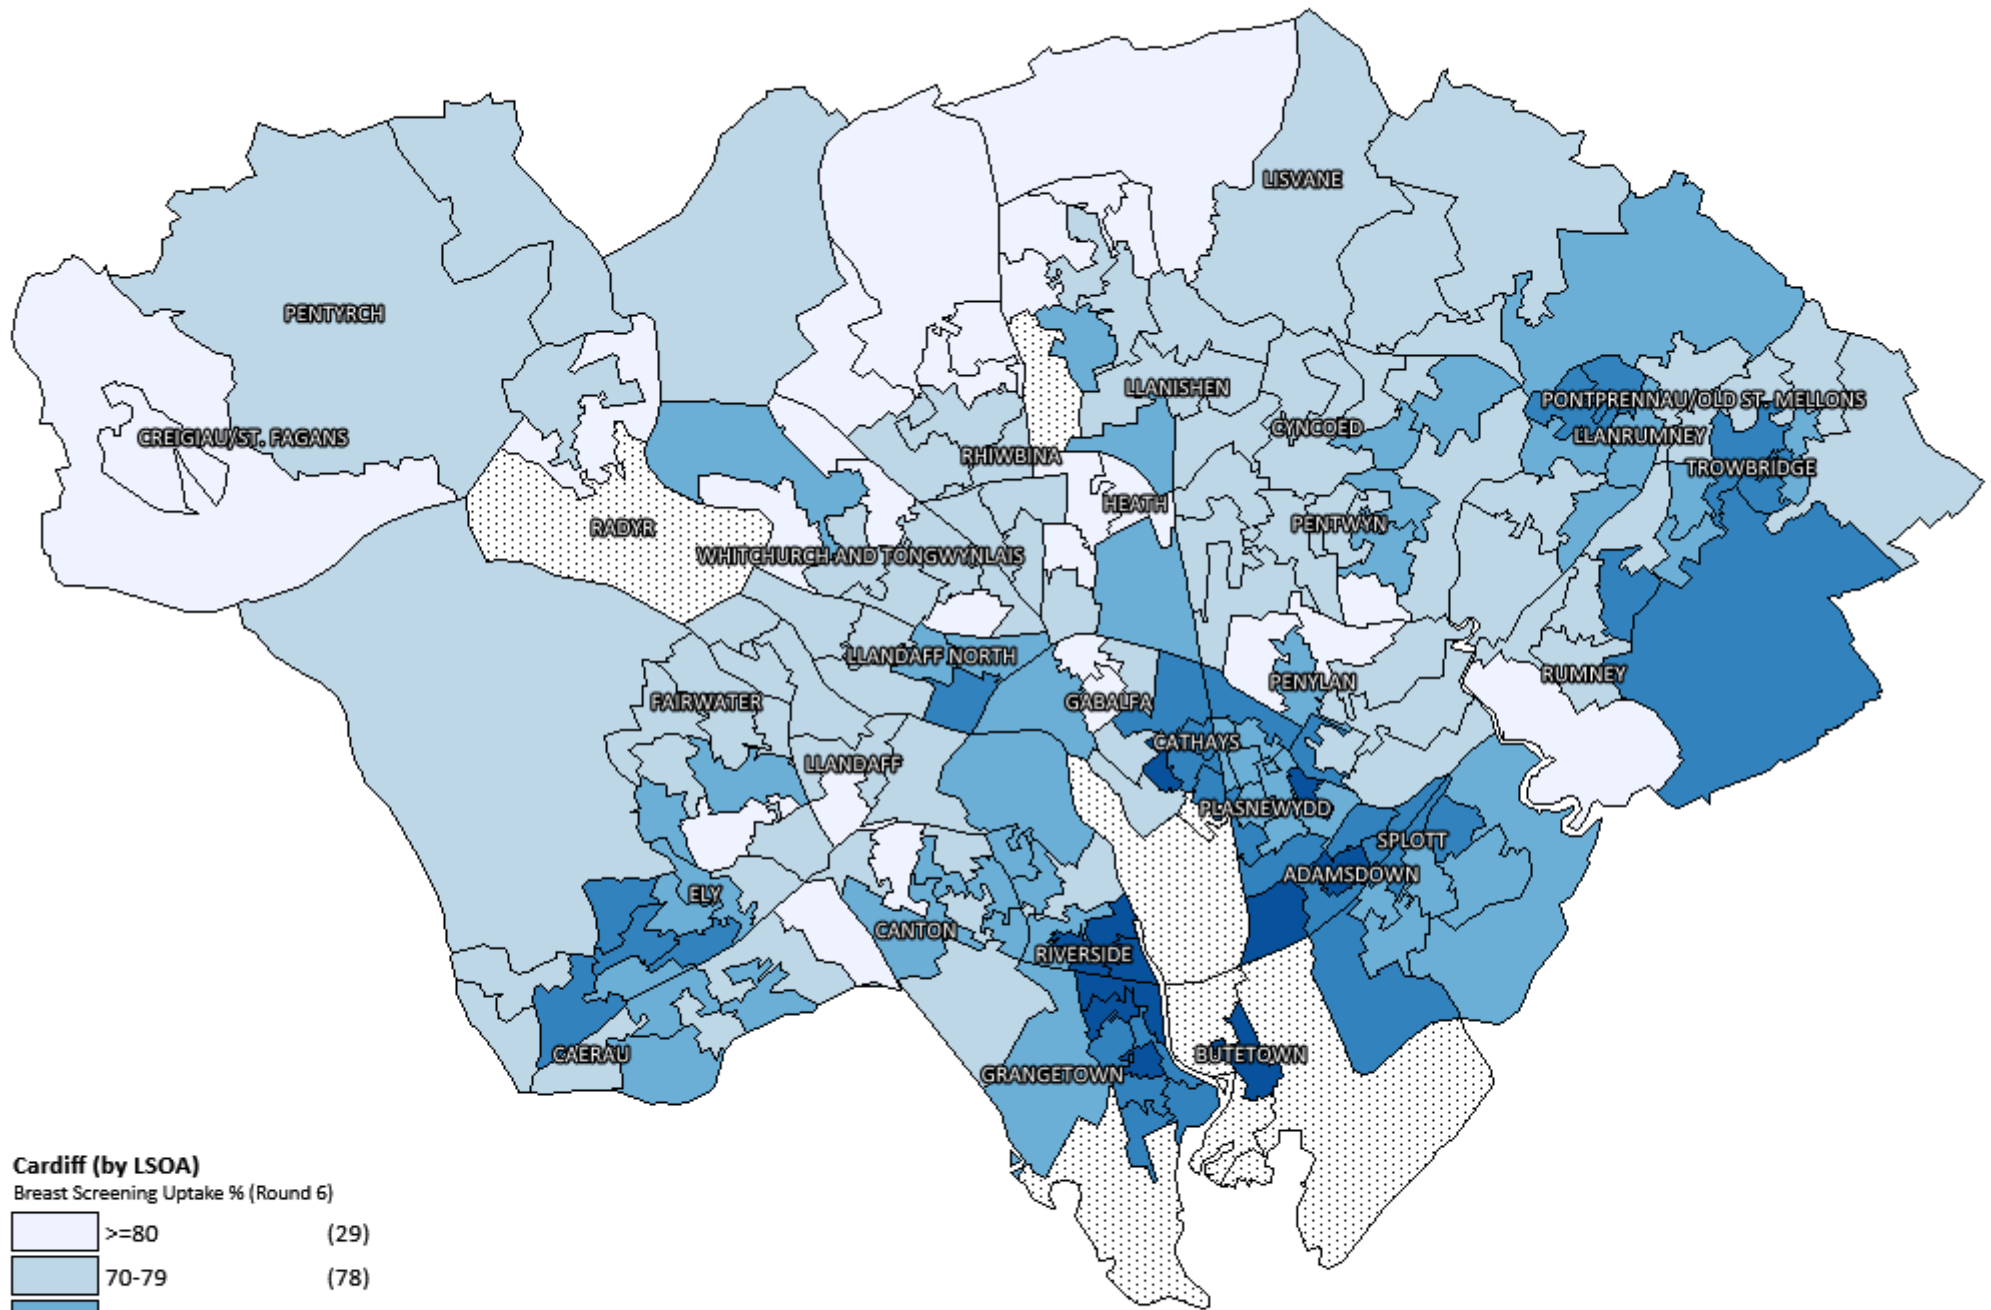 LISVANE
PENTYRCH
LLANISHEN
PONTPRENNAU/OLD ST. MELLONS
CYNCOED
CREIGIAU/ST. FAGANS
LLANRUMNEY
RHIWBINA
TROWBRIDGE
HEATH
RADYR
PENTWYN
WHITCHURCH AND TONGWYNLAIS
LLANDAFF NORTH
RUMNEY
PENYLAN
FAIRWATER
GABALFA
CATHAYS
LLANDAFF
PLASNEWYDD
SPLOTT
ADAMSDOWN
ELY
CANTON
RIVERSIDE
CAERAU
BUTETOWN
GRANGETOWN
Cardiff (by LSOA)
Breast Screening Uptake % (Round 6)
>=80 (29)
70-79 (78)